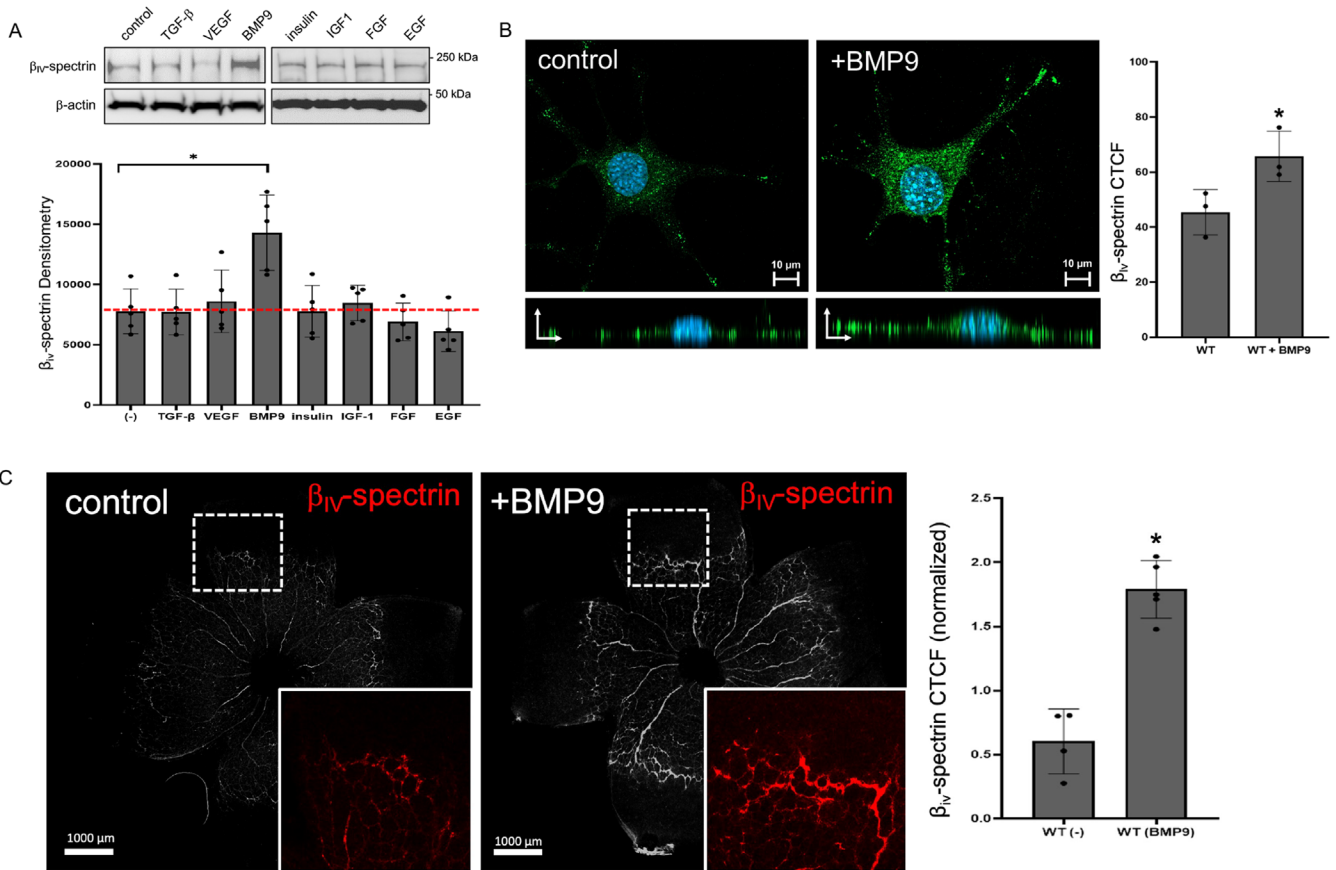 A
control TGF-β VEGF BMP9 insulin IGF1 FGF EGF
βIV-spectrin
- 250 kDa
β-actin
- 50 kDa
*
βIV-spectrin Densitometry
20000
15000
10000
5000
0
(-) TGF-β VEGF BMP9 insulin IGF-1 FGF EGF
B
control
+BMP9
10 µm
10 µm
*
βIV-spectrin CTCF
100
80
60
40
20
0
WT WT + BMP9
C
control
βIV-spectrin
+BMP9
βIV-spectrin
1000 µm
1000 µm
*
βiv-spectrin CTCF (normalized)
2.5
2.0
1.5
1.0
0.5
0.0
WT (-) WT (BMP9)